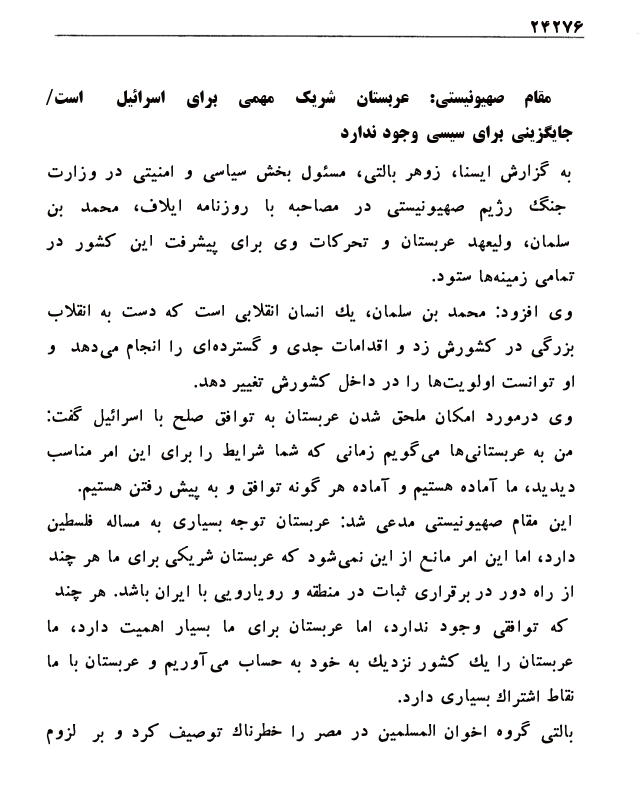 ۲۴۲۷۶
مقام صهیونیستی: عربستان شریک مهمی برای اسرائیل است/
جایگزینی برای سیسی وجود ندارد
به گزارش ایسنا، زوهر بالتی، مسئول بخش سیاسی و امنیتی در وزارت
جنگ رژیم صهیونیستی در مصاحبه با روزنامه ایلاف، محمد بن
سلمان، ولیعهد عربستان و تحرکات وی برای پیشرفت این کشور در
تمامی زمینه‌ها ستود.
وی افزود: محمد بن سلمان، یك انسان انقلابی است که دست به انقلاب
بزرگی در کشورش زد و اقدامات جدی و گسترده‌ای را انجام می‌دهد و
او توانست اولویت‌ها را در داخل کشورش تغییر دهد.
وی درمورد امکان ملحق شدن عربستان به توافق صلح با اسرائیل گفت:
من به عربستانی‌ها می‌گویم زمانی که شما شرایط را برای این امر مناسب
دیدید، ما آماده هستیم و آماده هر گونه توافق و به پیش رفتن هستیم.
این مقام صهیونیستی مدعی شد: عربستان توجه بسیاری به مساله فلسطین
دارد، اما این امر مانع از این نمی‌شود که عربستان شریکی برای ما هر چند
از راه دور در برقراری ثبات در منطقه و رویارویی با ایران باشد. هر چند
که توافقی وجود ندارد، اما عربستان برای ما بسیار اهمیت دارد، ما
عربستان را یك کشور نزدیك به خود به حساب می‌آوریم و عربستان با ما
نقاط اشتراك بسیاری دارد.
بالتی گروه اخوان المسلمین در مصر را خطرناك توصیف کرد و بر لزوم